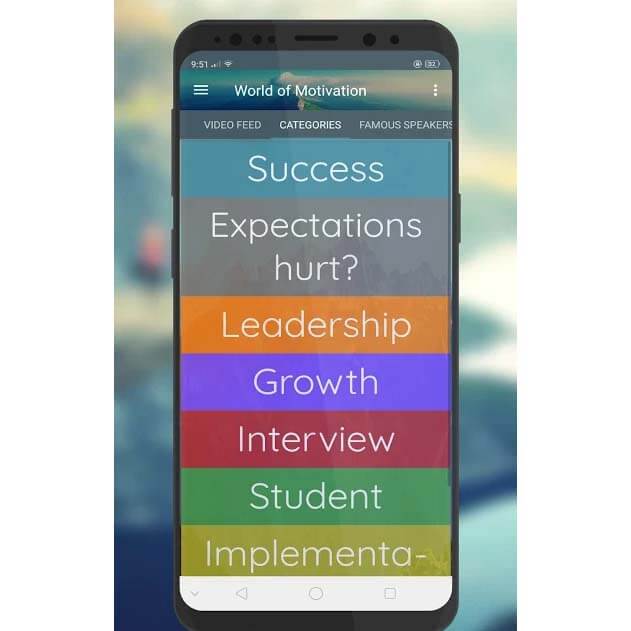 9:51
32
World of Motivation
VIDEO FEED CATEGORIES FAMOUS SPEAKERS
Success
Expectations
hurt?
Leadership
Growth
Interview
Student
Implementa-